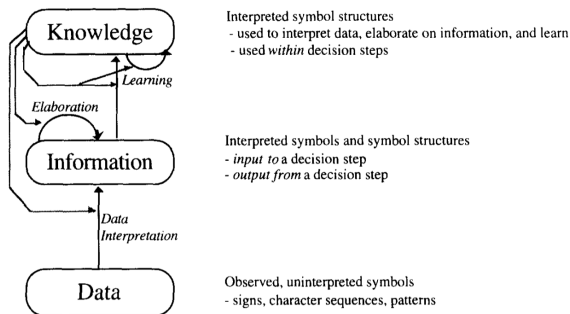 Knowledge
Interpreted symbol structures
- used to interpret data, elaborate on information, and learn
- used within decision steps
Learning
Elaboration
Information
Interpreted symbols and symbol structures
- input to a decision step
- output from a decision step
Data
Interpretation
Data
Observed, uninterpreted symbols
- signs, character sequences, patterns